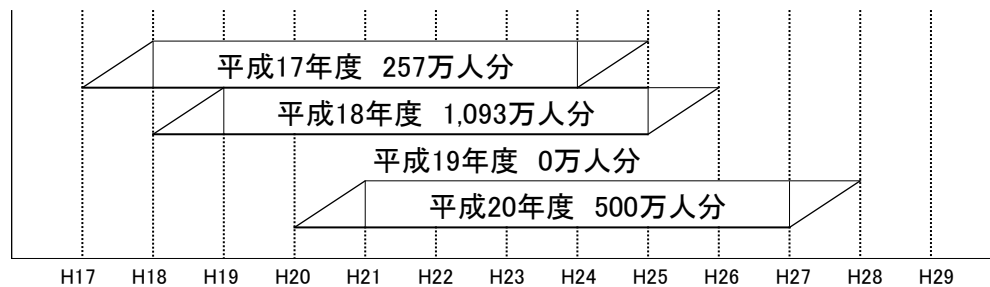 平成17年度 257万人分
平成18年度 1,093万人分
平成19年度 0万人分
平成20年度 500万人分
H17 H18 H19 H20 H21 H22 H23 H24 H25 H26 H27 H28 H29